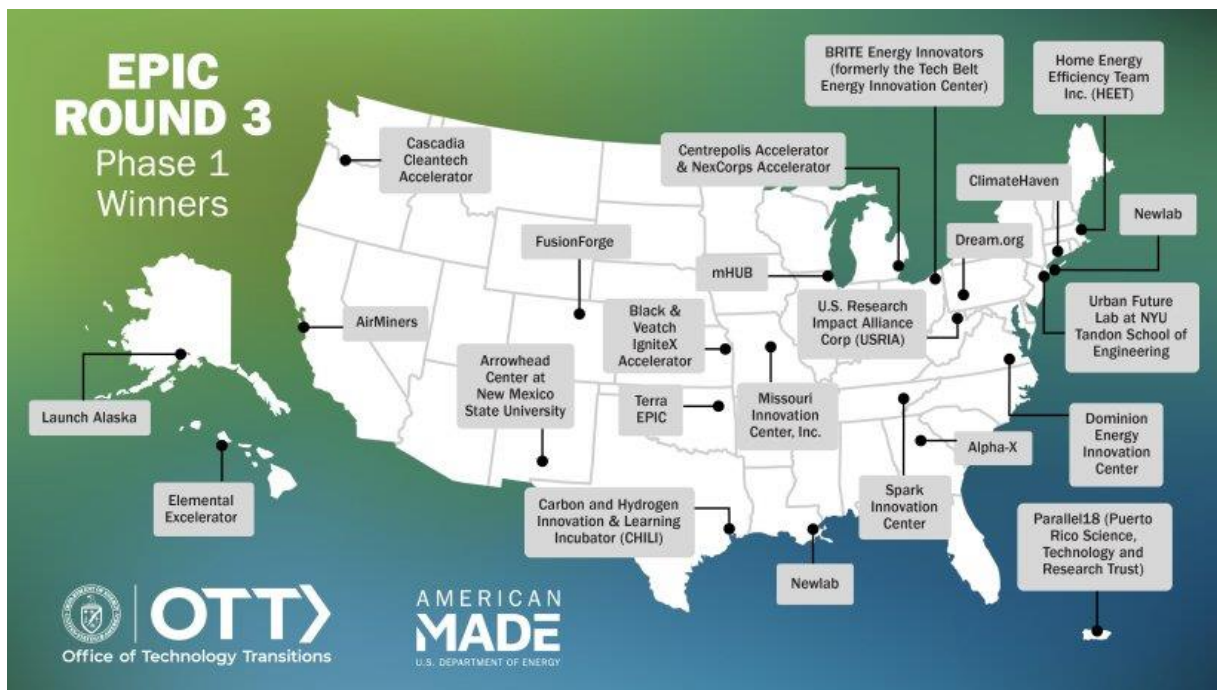 EPIC
ROUND 3
Phase 1
Winners
BRITE Energy Innovators
(formerly the Tech Belt
Energy Innovation Center)
Home Energy
Efficiency Team
Inc. (HEET)
Cascadia
Cleantech
Accelerator
Centrepolis Accelerator
& NexCorps Accelerator
ClimateHaven
Newlab
FusionForge
Dream.org
mHUB
AirMiners
Black &
Veatch
IgniteX
Accelerator
U.S. Research
Impact Alliance
Corp (USRIA)
Urban Future
Lab at NYU
Tandon School of
Engineering
Arrowhead
Center at
New Mexico
State University
Launch Alaska
Terra
EPIC
Missouri
Innovation
Center, Inc.
Alpha-X
Dominion
Energy
Innovation
Center
Elemental
Excelerator
Carbon and Hydrogen
Innovation & Learning
Incubator (CHILI)
Spark
Innovation
Center
Newlab
Parallel18 (Puerto
Rico Science,
Technology and
Research Trust)
OTT
Office of Technology Transitions
AMERICAN
MADE
U.S. DEPARTMENT OF ENERGY